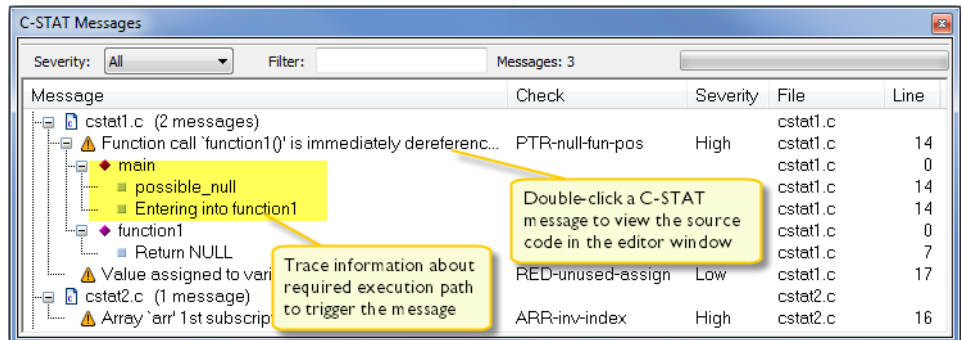 C-STAT Messages
Severity: All Filter: Messages: 3
Message Check Severity File Line
cstat1.c (2 messages) cstat1.c
Function call `function1()' is immediately dereferenc... PTR-null-fun-pos High cstat1.c 14
main cstat1.c 0
possible_null cstat1.c 14
Entering into function1 cstat1.c 14
function1 cstat1.c 0
Return NULL cstat1.c 7
Value assigned to vari RED-unused-assign Low cstat1.c 17
cstat2.c (1 message) cstat2.c
Array `arr' 1st subscrip ARR-inv-index High cstat2.c 16
Double-click a C-STAT
message to view the source
code in the editor window
Trace information about
required execution path
to trigger the message